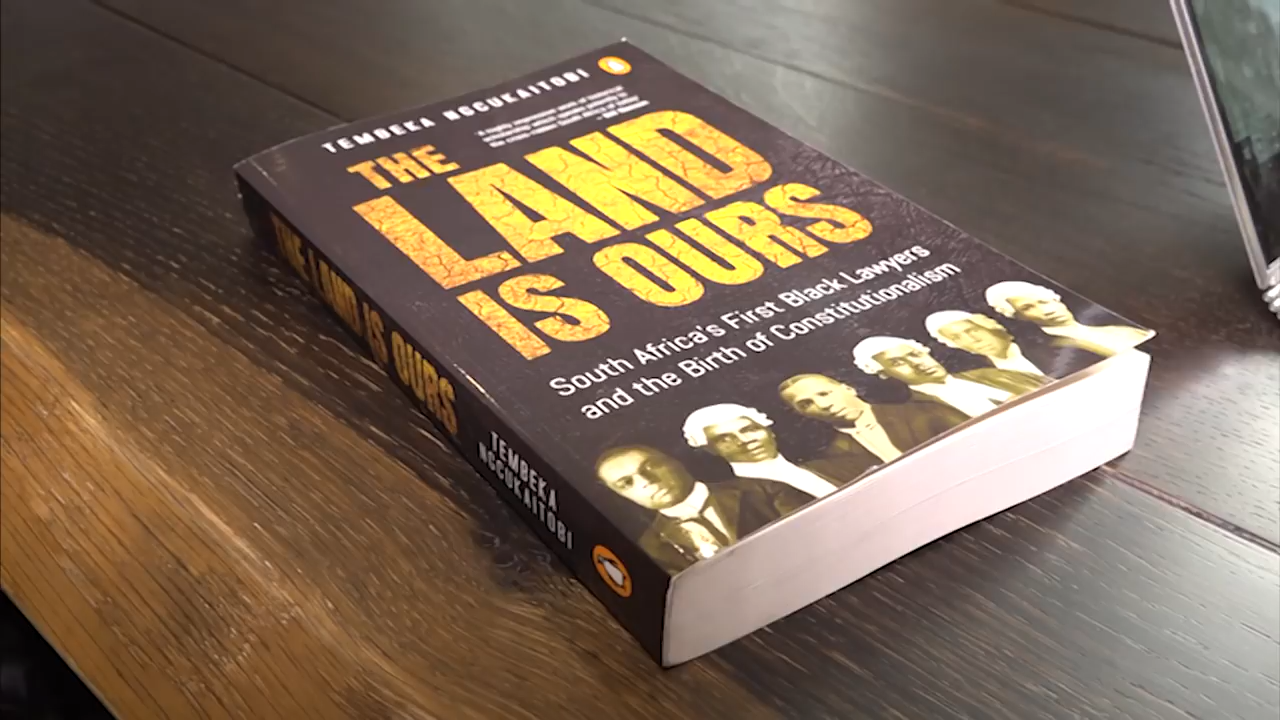 TEMBEKA NGCUKAITOBI
THE
LAND
IS OURS
South Africa's First Black Lawyers
and the Birth of Constitutionalism
THE LAND IS OURS
TEMBEKA
NGCUKAITOBI